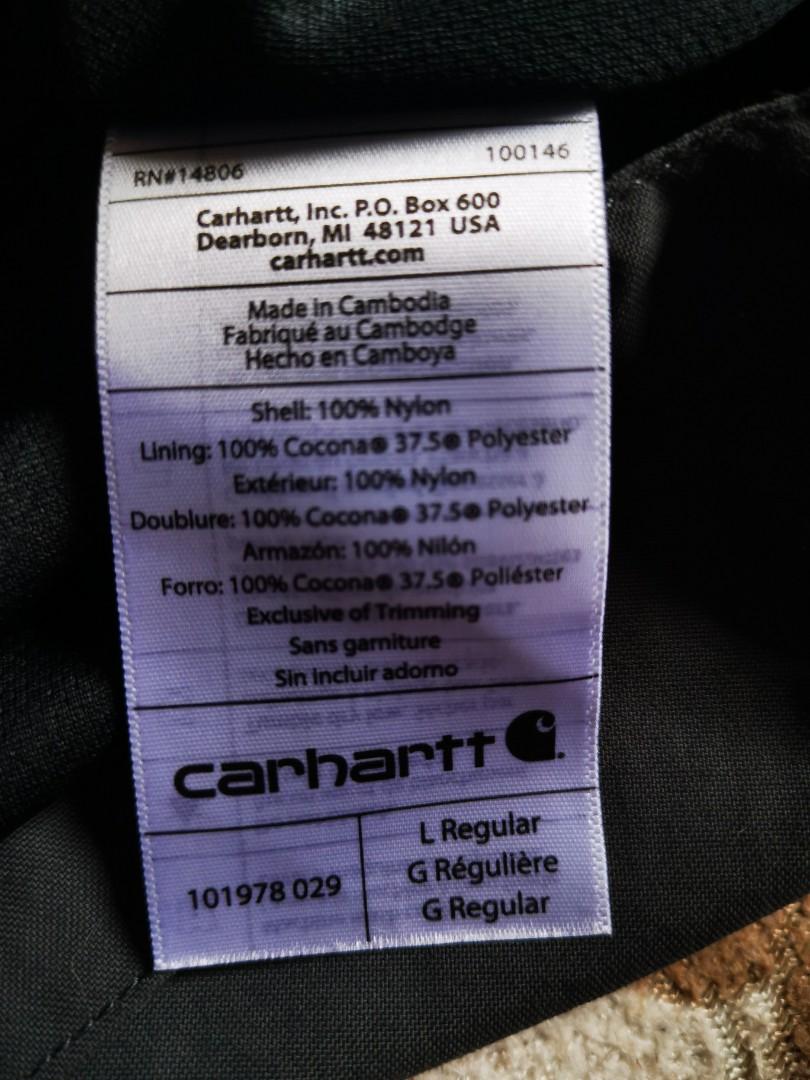 RN#14806 100146
Carhartt, Inc. P.O. Box 600
Dearborn, MI 48121 USA
carhartt.com
Made in Cambodia
Fabriqué au Cambodge
Hecho en Camboya
Shell: 100% Nylon
Lining: 100% Cocona® 37.5® Polyester
Extérieur: 100% Nylon
Doublure: 100% Cocona® 37.5® Polyester
Armazón: 100% Nilón
Forro: 100% Cocona® 37.5® Poliéster
Exclusive of Trimming
Sans garniture
Sin incluir adorno
carhartt
101978 029
L Regular
G Régulière
G Regular